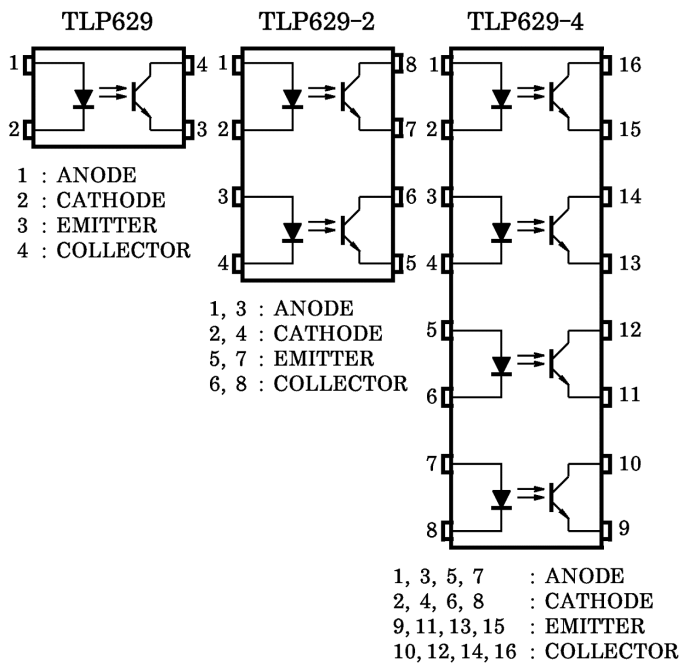 TLP629
1
4
2
3
1 : ANODE
2 : CATHODE
3 : EMITTER
4 : COLLECTOR
TLP629-2
1
8
2
7
3
6
4
5
1, 3 : ANODE
2, 4 : CATHODE
5, 7 : EMITTER
6, 8 : COLLECTOR
TLP629-4
1
16
2
15
3
14
4
13
5
12
6
11
7
10
8
9
1, 3, 5, 7 : ANODE
2, 4, 6, 8 : CATHODE
9, 11, 13, 15 : EMITTER
10, 12, 14, 16 : COLLECTOR